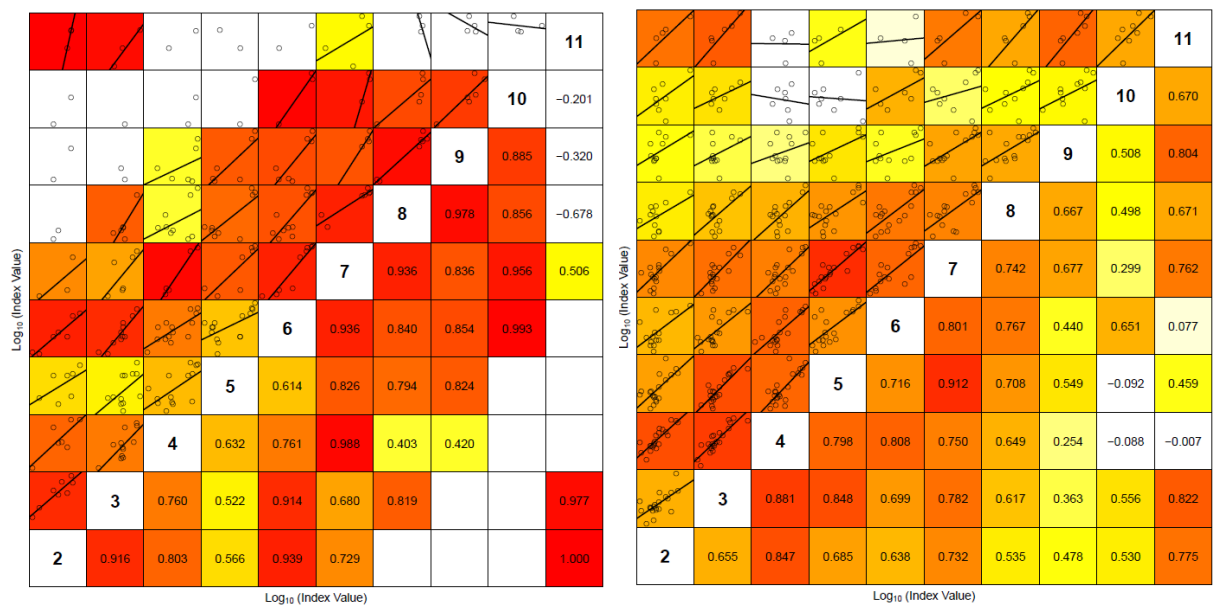 11
10 −0.201
9 0.885 −0.320
8 0.978 0.856 −0.678
7 0.936 0.836 0.956 0.506
6 0.936 0.840 0.854 0.993
5 0.614 0.826 0.794 0.824
4 0.632 0.761 0.988 0.403 0.420
3 0.760 0.522 0.914 0.680 0.819 0.977
2 0.916 0.803 0.566 0.939 0.729 1.000
Log10 (Index Value)
Log10 (Index Value)
11
10 0.670
9 0.508 0.804
8 0.667 0.498 0.671
7 0.742 0.677 0.299 0.762
6 0.801 0.767 0.440 0.651 0.077
5 0.716 0.912 0.708 0.549 −0.092 0.459
4 0.798 0.808 0.750 0.649 0.254 −0.088 −0.007
3 0.881 0.848 0.699 0.782 0.617 0.363 0.556 0.822
2 0.655 0.847 0.685 0.638 0.732 0.535 0.478 0.530 0.775
Log10 (Index Value)
Log10 (Index Value)